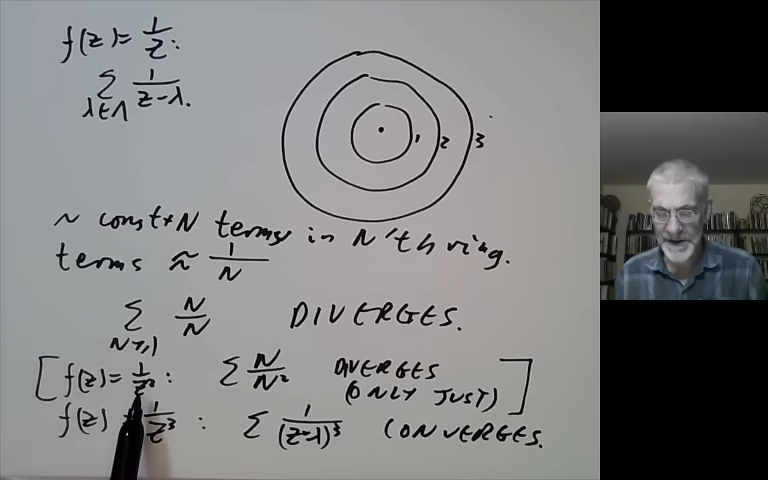 f(z) = 1/z :
∑ λ∈Λ 1/(z-λ).
1 2 3
~ const*N terms in N'th ring.
terms ≈ 1/N
∑ N≥1 N/N DIVERGES.
[f(z) = 1/z² : ∑ N/N² DIVERGES (ONLY JUST)]
f(z) = 1/z³ : ∑ 1/(z-λ)³ CONVERGES.